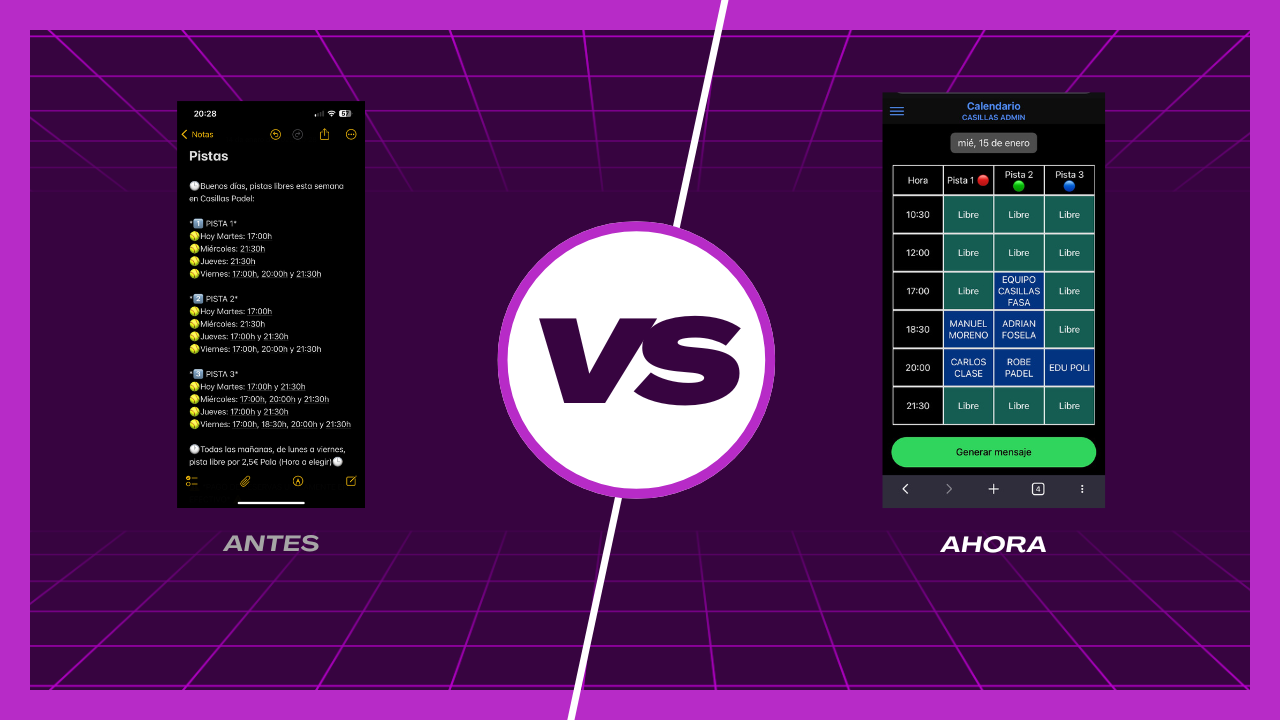 20:28
Notas
Pistas
🕒Buenos días, pistas libres esta semana
en Casillas Padel:
*1️⃣ PISTA 1*
🎾Hoy Martes: 17:00h
🎾Miércoles: 21:30h
🎾Jueves: 21:30h
🎾Viernes: 17:00h, 20:00h y 21:30h
*2️⃣ PISTA 2*
🎾Hoy Martes: 17:00h
🎾Miércoles: 21:30h
🎾Jueves: 17:00h y 21:30h
🎾Viernes: 17:00h, 20:00h y 21:30h
*3️⃣ PISTA 3*
🎾Hoy Martes: 17:00h y 21:30h
🎾Miércoles: 17:00h, 20:00h y 21:30h
🎾Jueves: 17:00h y 21:30h
🎾Viernes: 17:00h, 18:30h, 20:00h y 21:30h
🕒Todas las mañanas, de lunes a viernes,
pista libre por 2,5€ Pala (Hora a elegir)🕒
ANTES
VS
Calendario
CASILLAS ADMIN
mié, 15 de enero
Hora Pista 1 🔴 Pista 2 🟢 Pista 3 🔵
10:30 Libre Libre Libre
12:00 Libre Libre Libre
17:00 Libre EQUIPO CASILLAS FASA Libre
18:30 MANUEL MORENO ADRIAN FOSELA Libre
20:00 CARLOS CLASE ROBE PADEL EDU POLI
21:30 Libre Libre Libre
Generar mensaje
4
AHORA